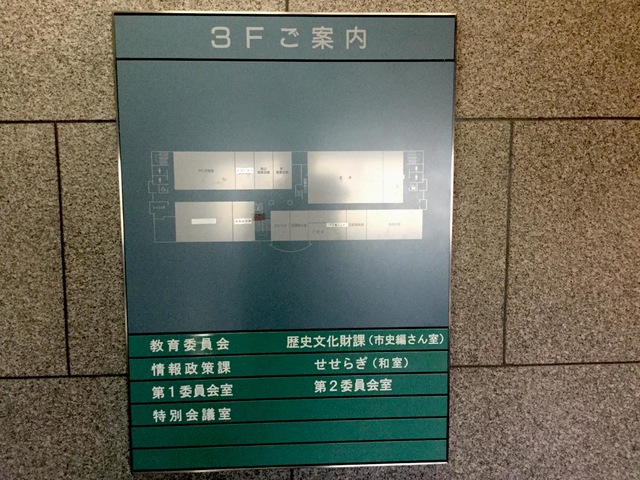 3Fご案内
教育委員会 歴史文化財課(市史編さん室)
情報政策課 せせらぎ(和室)
第1委員会室 第2委員会室
特別会議室